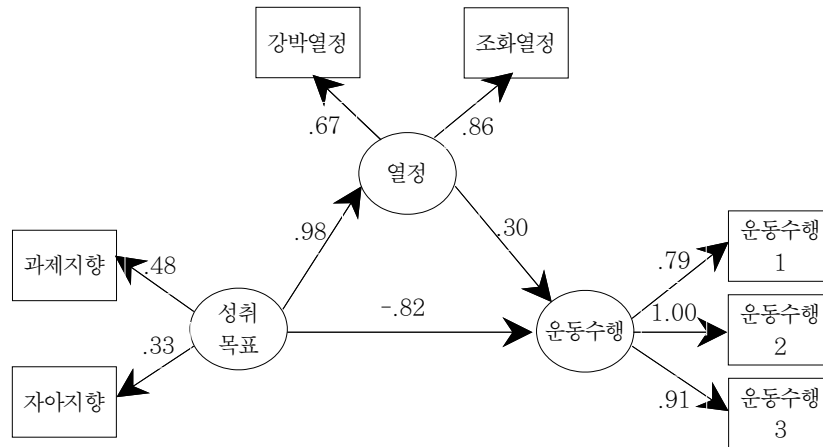 강박열정
조화열정
.67
.86
열정
.98
.30
과제지향
.48
성취
목표
-.82
운동수행
.79
운동수행
1
1.00
운동수행
2
자아지향
.33
.91
운동수행
3